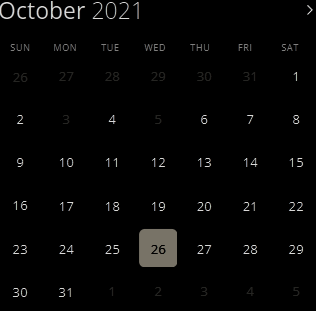 October 2021
SUN MON TUE WED THU FRI SAT
26 27 28 29 30 31 1
2 3 4 5 6 7 8
9 10 11 12 13 14 15
16 17 18 19 20 21 22
23 24 25 26 27 28 29
30 31 1 2 3 4 5